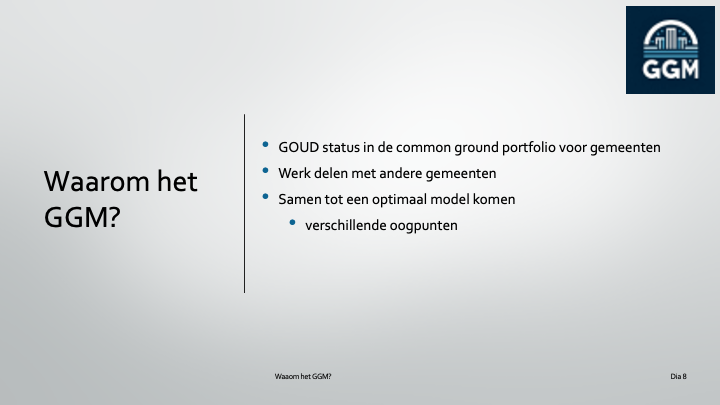 GGM
Waarom het
GGM?
GOUD status in de common ground portfolio voor gemeenten
Werk delen met andere gemeenten
Samen tot een optimaal model komen
verschillende oogpunten
Waaom het GGM?
Dia 8